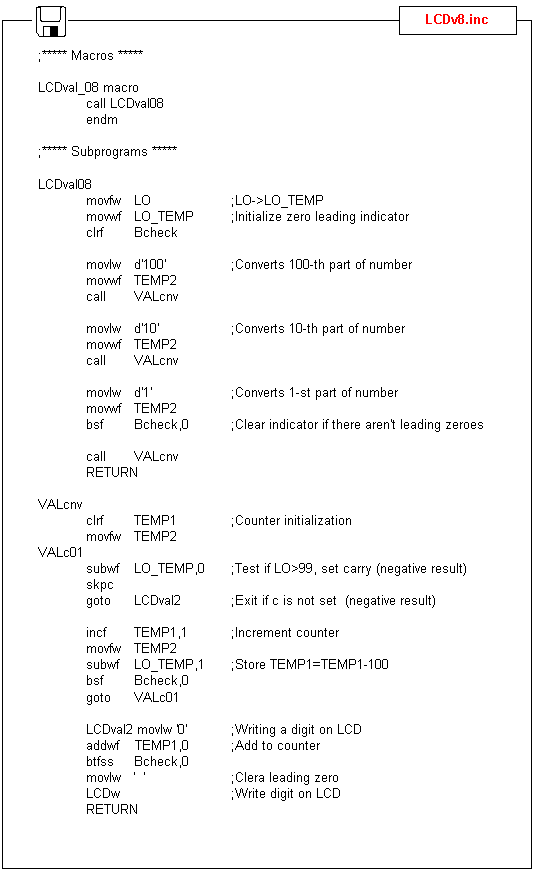 LCDv8.inc
;***** Macros *****
LCDval_08 macro
call LCDval08
endm
;***** Subprograms *****
LCDval08
movfw LO ;LO->LO_TEMP
movwf LO_TEMP ;Initialize zero leading indicator
clrf Bcheck
movlw d'100' ;Converts 100-th part of number
movwf TEMP2
call VALcnv
movlw d'10' ;Converts 10-th part of number
movwf TEMP2
call VALcnv
movlw d'1' ;Converts 1-st part of number
movwf TEMP2
bsf Bcheck,0 ;Clear indicator if there aren't leading zeroes
call VALcnv
RETURN
VALcnv
clrf TEMP1 ;Counter initialization
movfw TEMP2
VALc01
subwf LO_TEMP,0 ;Test if LO>99, set carry (negative result)
skpc
goto LCDval2 ;Exit if c is not set (negative result)
incf TEMP1,1 ;Increment counter
movfw TEMP2
subwf LO_TEMP,1 ;Store TEMP1=TEMP1-100
bsf Bcheck,0
goto VALc01
LCDval2 movlw '0' ;Writing a digit on LCD
addwf TEMP1,0 ;Add to counter
btfss Bcheck,0
movlw ' ' ;Clera leading zero
LCDw ;Write digit on LCD
RETURN